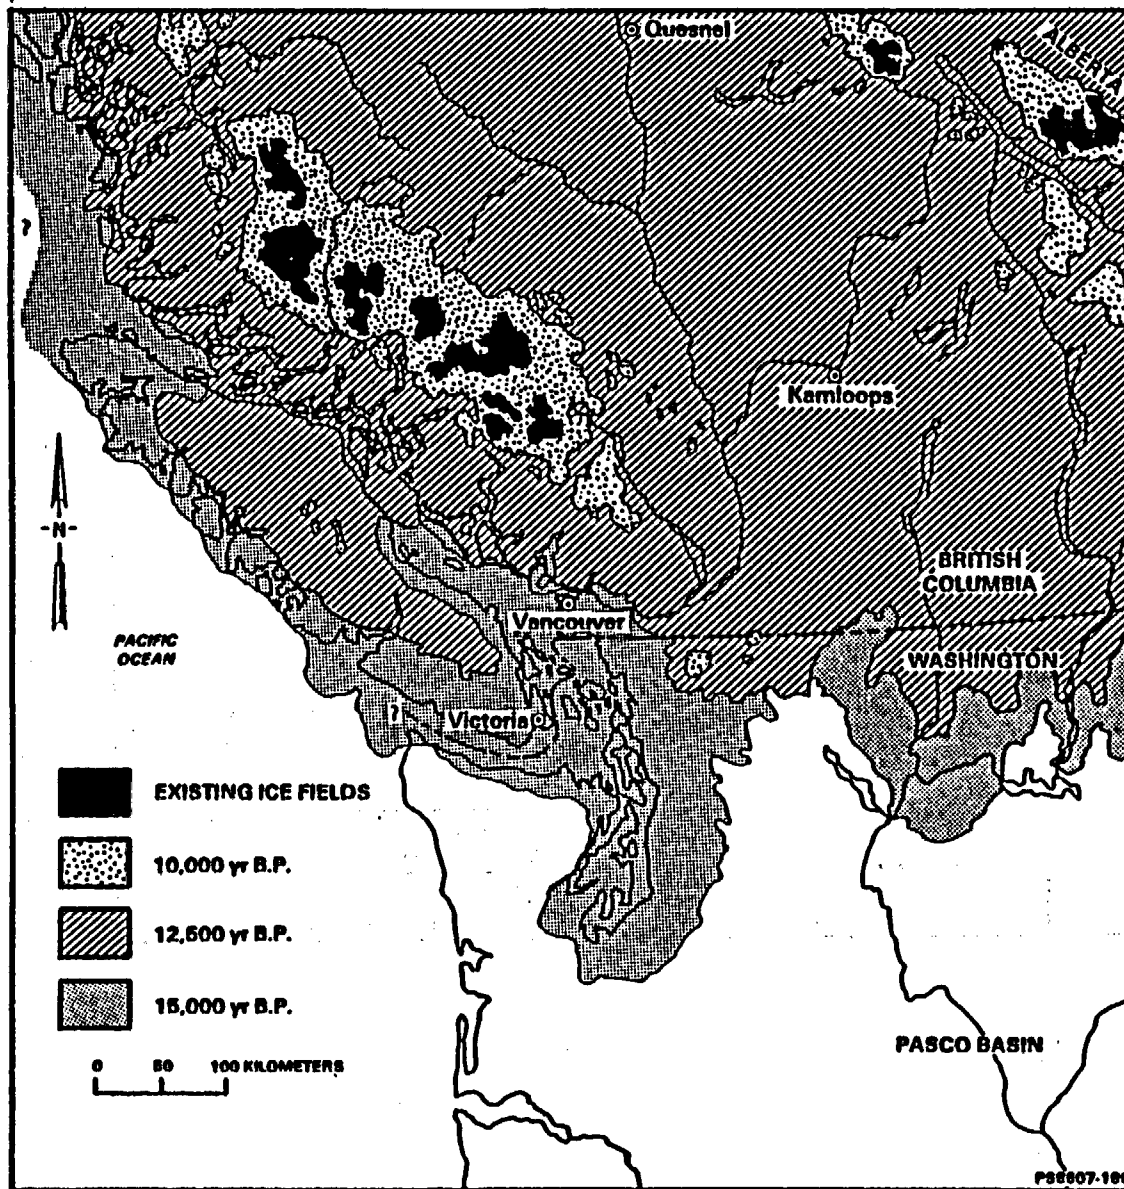 Quesnel
ALBERTA
?
Kamloops
-N-
BRITISH
COLUMBIA
Vancouver
PACIFIC
OCEAN
WASHINGTON
?
Victoria
EXISTING ICE FIELDS
10,000 yr B.P.
12,500 yr B.P.
15,000 yr B.P.
0 50 100 KILOMETERS
PASCO BASIN